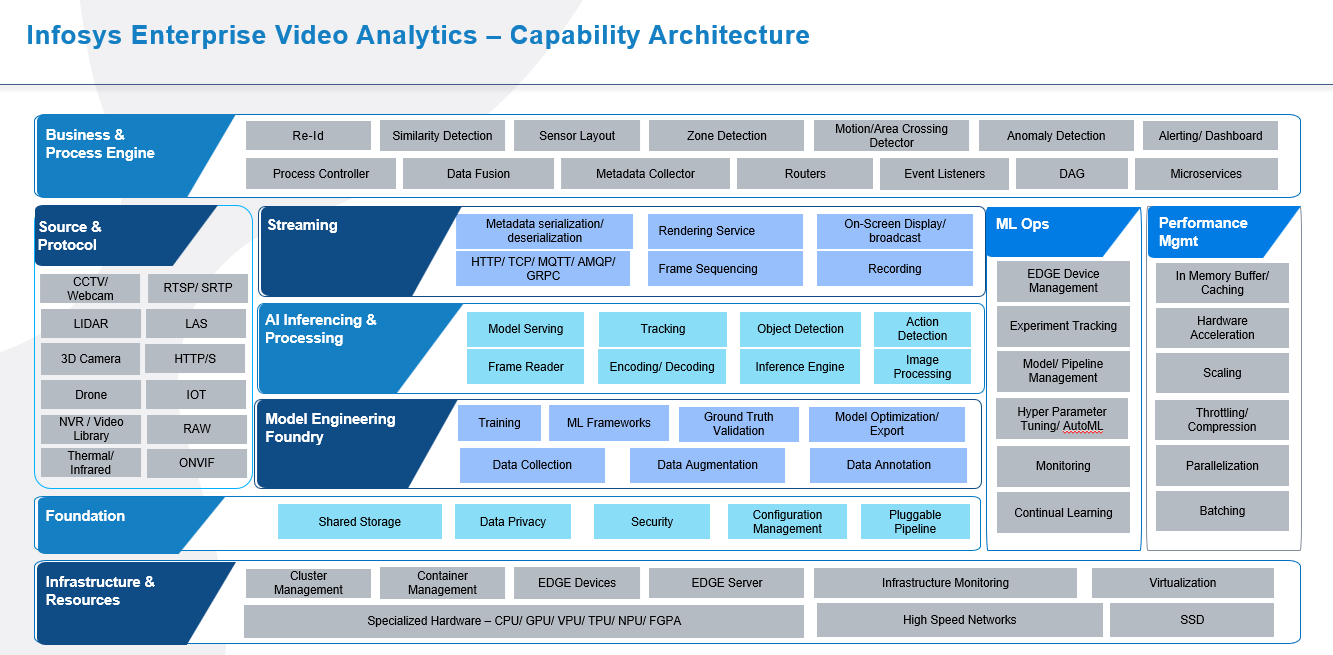 Infosys Enterprise Video Analytics – Capability Architecture
Business &
Process Engine
Re-Id
Similarity Detection
Sensor Layout
Zone Detection
Motion/Area Crossing
Detector
Anomaly Detection
Alerting/ Dashboard
Process Controller
Data Fusion
Metadata Collector
Routers
Event Listeners
DAG
Microservices
Source &
Protocol
CCTV/
Webcam
RTSP/ SRTP
LIDAR
LAS
3D Camera
HTTP/S
Drone
IOT
NVR / Video
Library
RAW
Thermal/
Infrared
ONVIF
Streaming
Metadata serialization/
deserialization
Rendering Service
On-Screen Display/
broadcast
HTTP/ TCP/ MQTT/ AMQP/
GRPC
Frame Sequencing
Recording
AI Inferencing &
Processing
Model Serving
Tracking
Object Detection
Action
Detection
Frame Reader
Encoding/ Decoding
Inference Engine
Image
Processing
Model Engineering
Foundry
Training
ML Frameworks
Ground Truth
Validation
Model Optimization/
Export
Data Collection
Data Augmentation
Data Annotation
ML Ops
EDGE Device
Management
Experiment Tracking
Model/ Pipeline
Management
Hyper Parameter
Tuning/ AutoML
Monitoring
Continual Learning
Performance
Mgmt
In Memory Buffer/
Caching
Hardware
Acceleration
Scaling
Throttling/
Compression
Parallelization
Batching
Foundation
Shared Storage
Data Privacy
Security
Configuration
Management
Pluggable
Pipeline
Infrastructure &
Resources
Cluster
Management
Container
Management
EDGE Devices
EDGE Server
Infrastructure Monitoring
Virtualization
Specialized Hardware – CPU/ GPU/ VPU/ TPU/ NPU/ FGPA
High Speed Networks
SSD